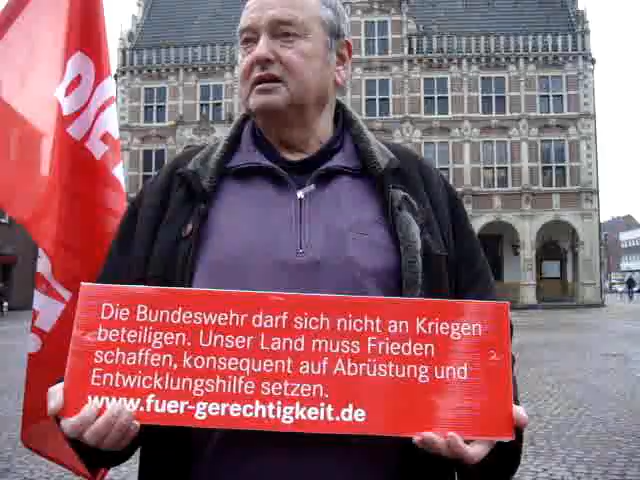 DIE
Die Bundeswehr darf sich nicht an Kriegen
beteiligen. Unser Land muss Frieden
schaffen, konsequent auf Abrüstung und
Entwicklungshilfe setzen.
www.fuer-gerechtigkeit.de